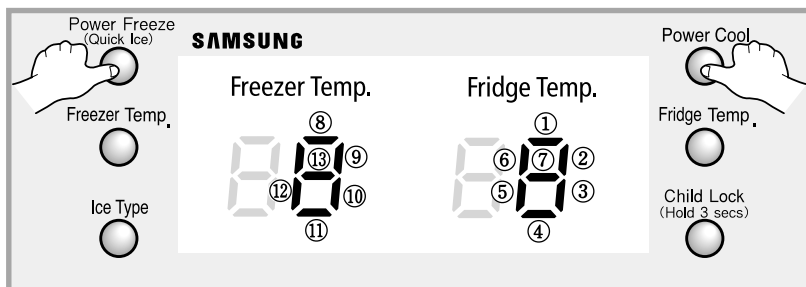 Power Freeze
(Quick Ice)
SAMSUNG
Power Cool
Freezer Temp.
Fridge Temp.
Freezer Temp.
⑧
⑬
⑨
⑫
⑩
⑪
①
⑥
⑦
②
⑤
③
④
Fridge Temp.
Ice Type
Child Lock
(Hold 3 secs)